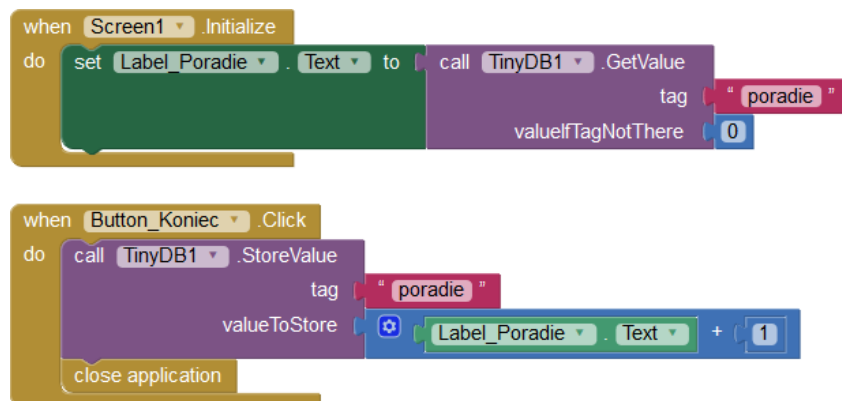 when Screen1 .Initialize
do set Label_Poradie . Text to call TinyDB1 .GetValue
tag " poradie "
valueIfTagNotThere 0
when Button_Koniec .Click
do call TinyDB1 .StoreValue
tag " poradie "
valueToStore Label_Poradie . Text + 1
close application